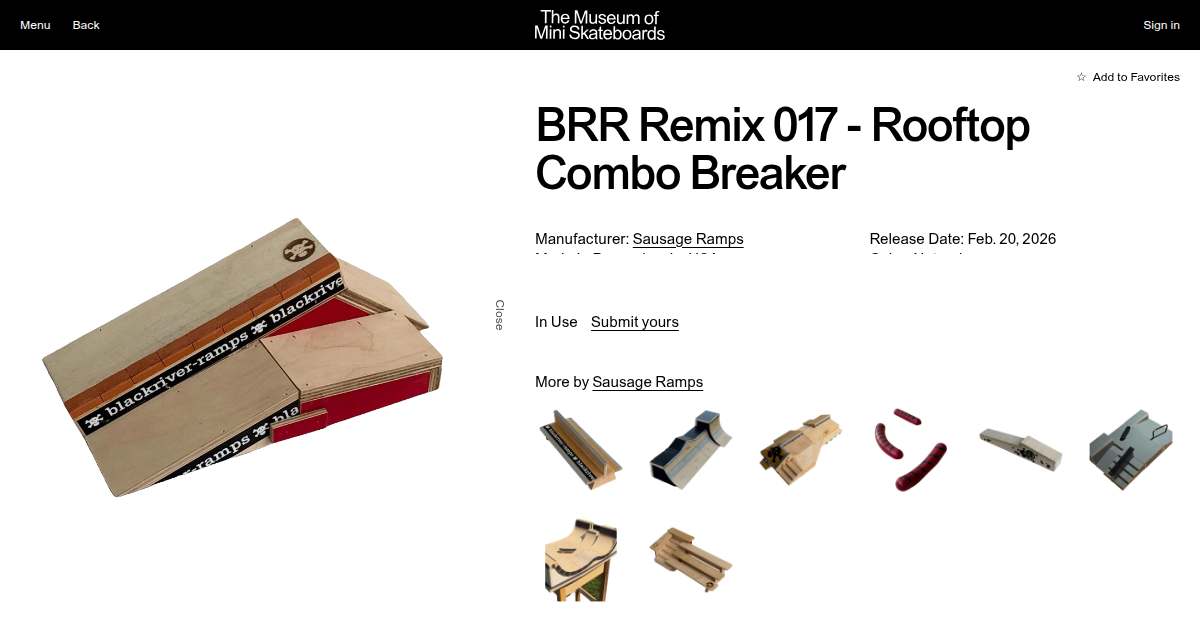 Menu
Back
The Museum of
Mini Skateboards
Sign in
☆ Add to Favorites
BRR Remix 017 - Rooftop
Combo Breaker
Manufacturer: Sausage Ramps
Release Date: Feb. 20, 2026
Close
In Use
Submit yours
More by Sausage Ramps
blackriver-ramps blackrive
-ramps bla